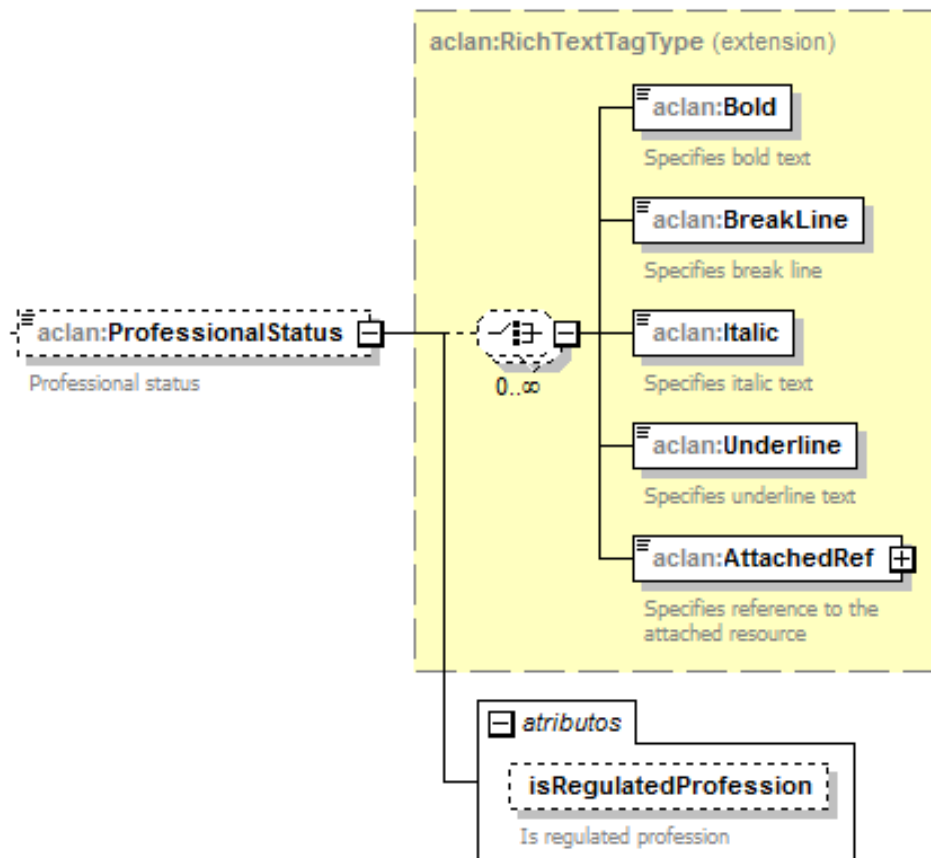 aclan:RichTextTagType (extension)
aclan:Bold
Specifies bold text
aclan:BreakLine
Specifies break line
aclan:ProfessionalStatus
Professional status
0..∞
aclan:Italic
Specifies italic text
aclan:Underline
Specifies underline text
aclan:AttachedRef
Specifies reference to the
attached resource
atributos
isRegulatedProfession
Is regulated profession